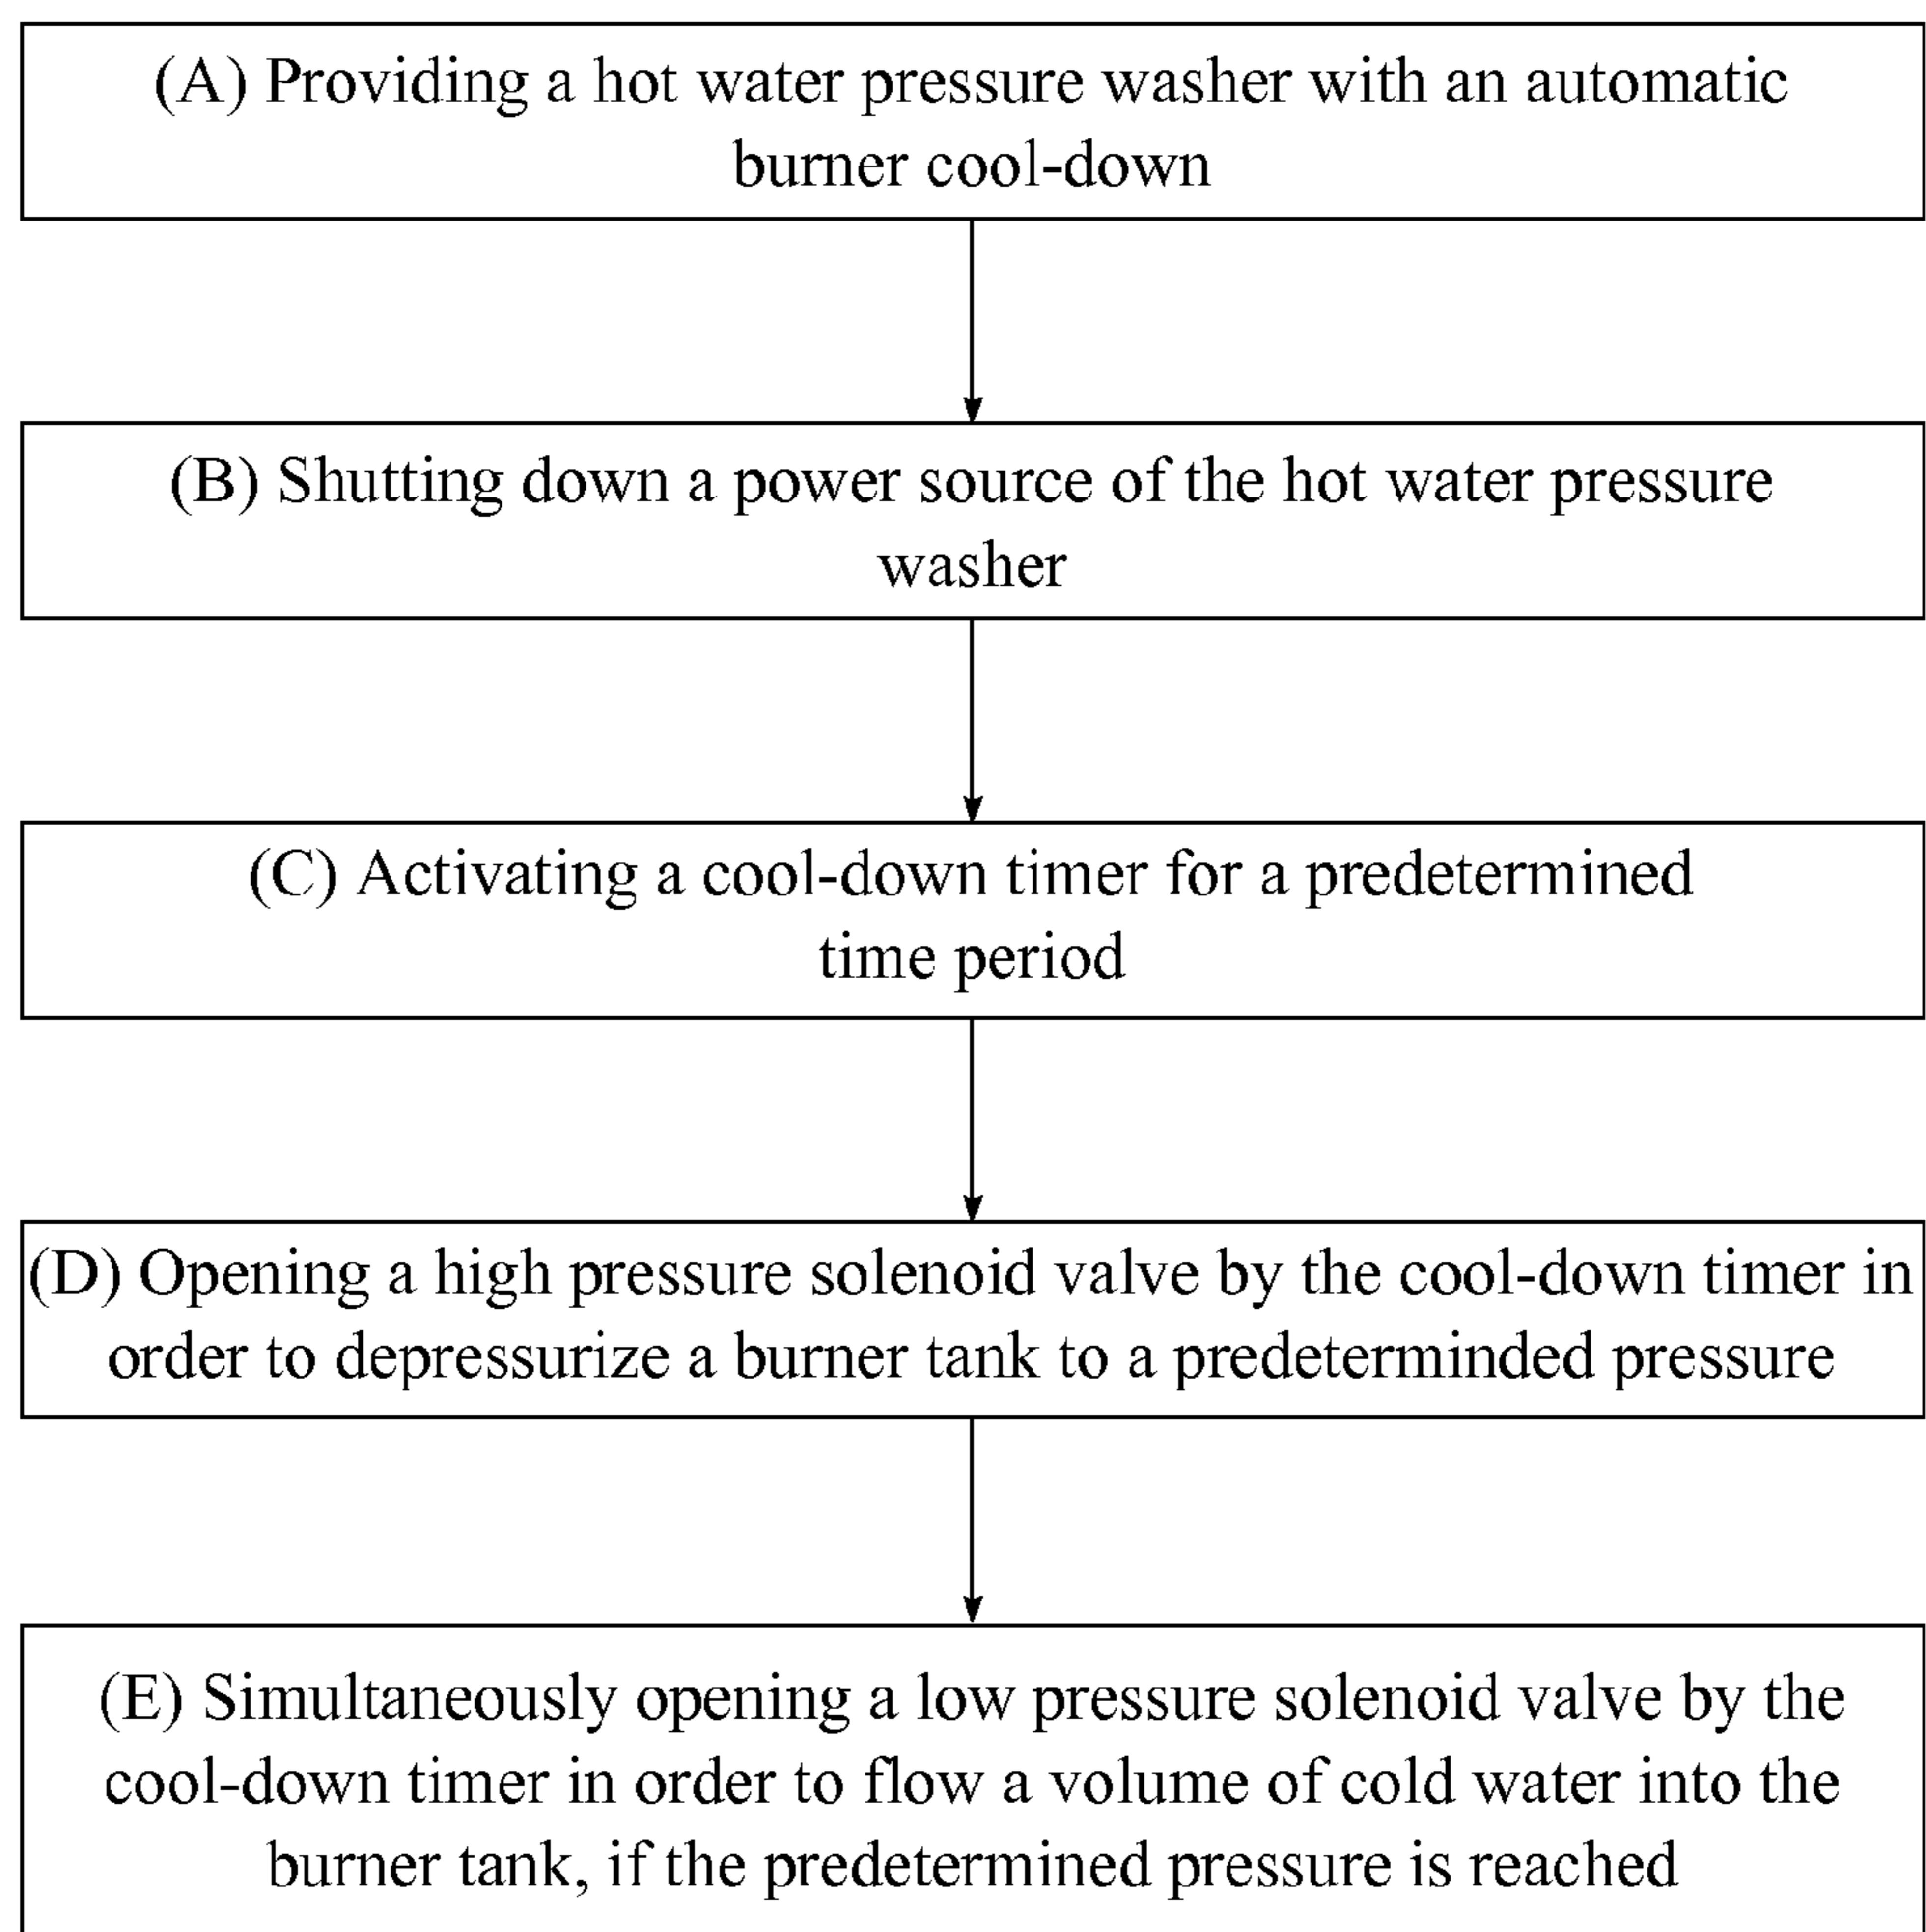 (A) Providing a hot water pressure washer with an automatic
burner cool-down
(B) Shutting down a power source of the hot water pressure
washer
(C) Activating a cool-down timer for a predetermined
time period
(D) Opening a high pressure solenoid valve by the cool-down timer in
order to depressurize a burner tank to a predeterminded pressure
(E) Simultaneously opening a low pressure solenoid valve by the
cool-down timer in order to flow a volume of cold water into the
burner tank, if the predetermined pressure is reached